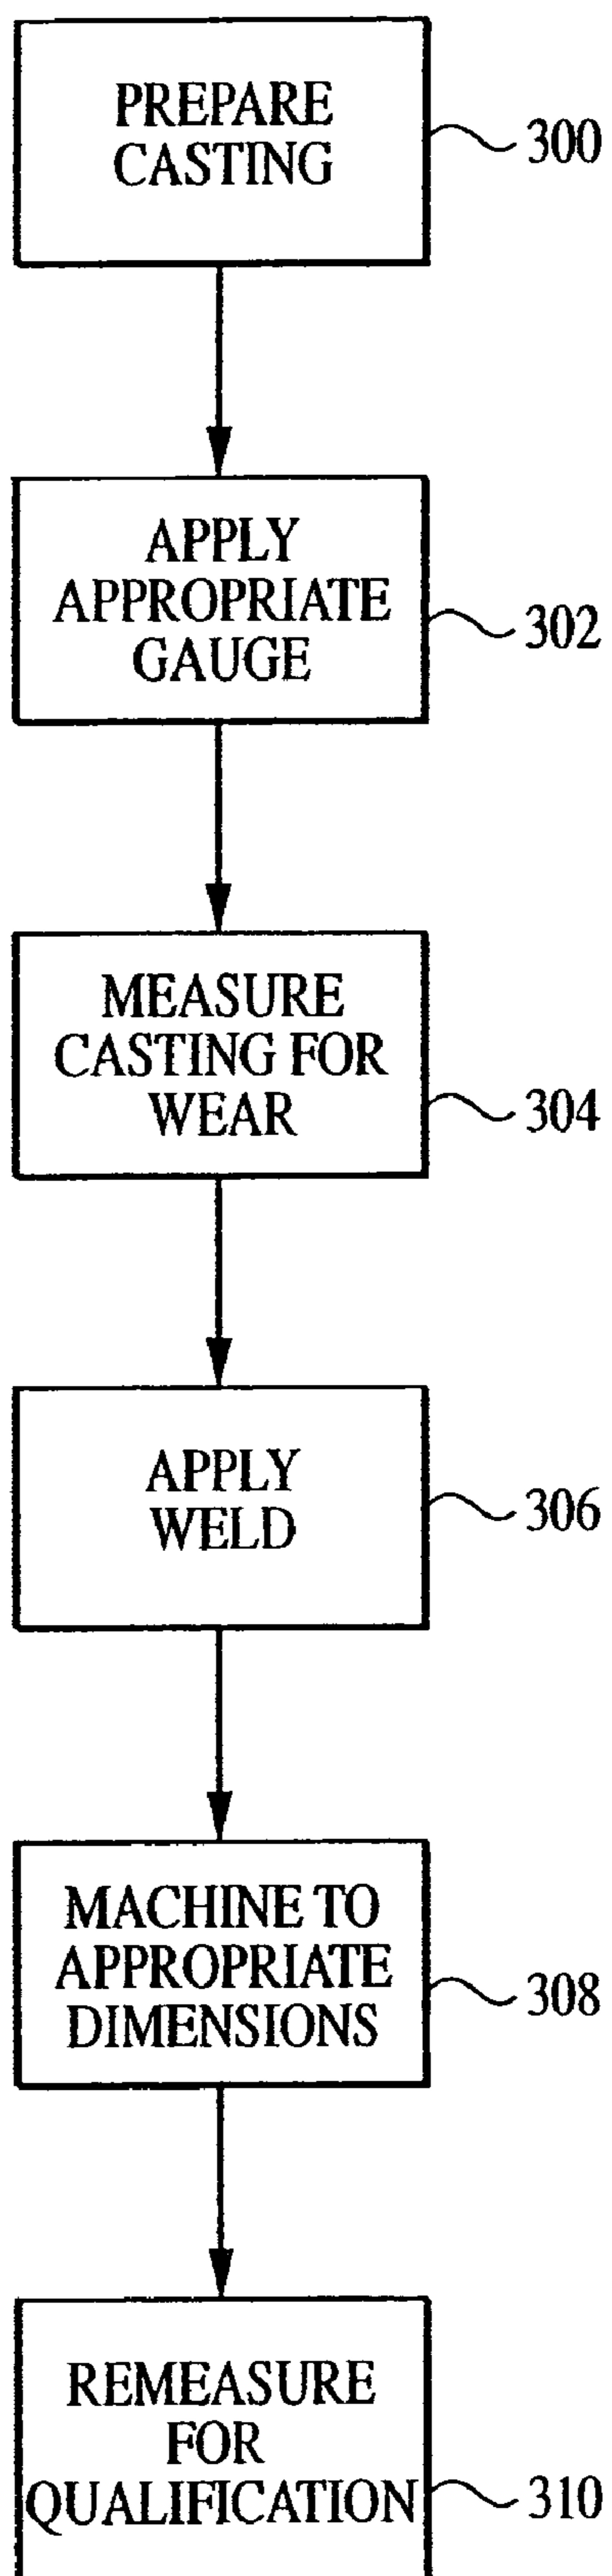 PREPARE
CASTING
300
APPLY
APPROPRIATE
GAUGE
302
MEASURE
CASTING FOR
WEAR
304
APPLY
WELD
306
MACHINE TO
APPROPRIATE
DIMENSIONS
308
REMEASURE
FOR
QUALIFICATION
310